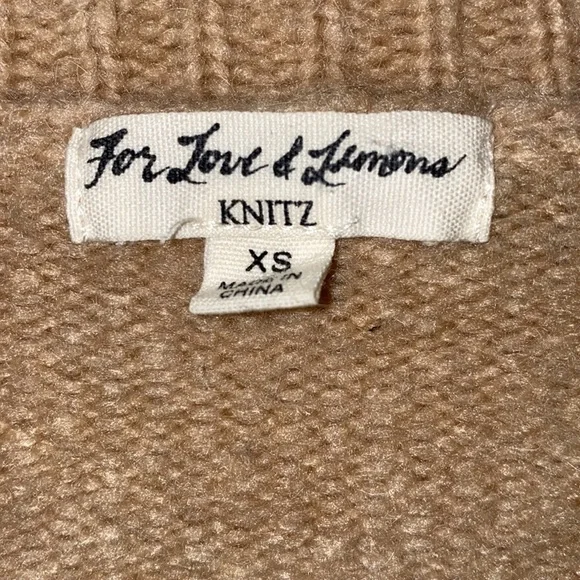 For Love & Lemons
KNITZ
XS
MADE IN
CHINA